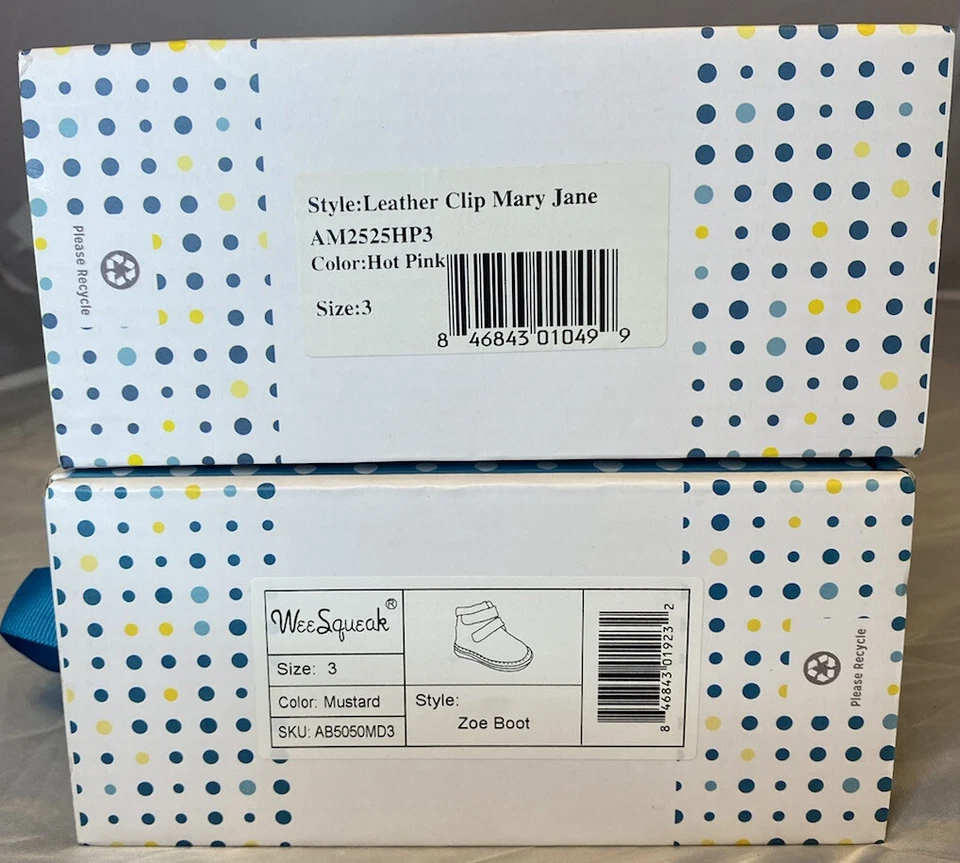 Style:Leather Clip Mary Jane
AM2525HP3
Color:Hot Pink
Size:3
8 46843 01049 9
Please Recycle
WeeSqueak®
Size: 3
Color: Mustard
SKU: AB5050MD3
Style:
Zoe Boot
8 46843 01923 2
Please Recycle